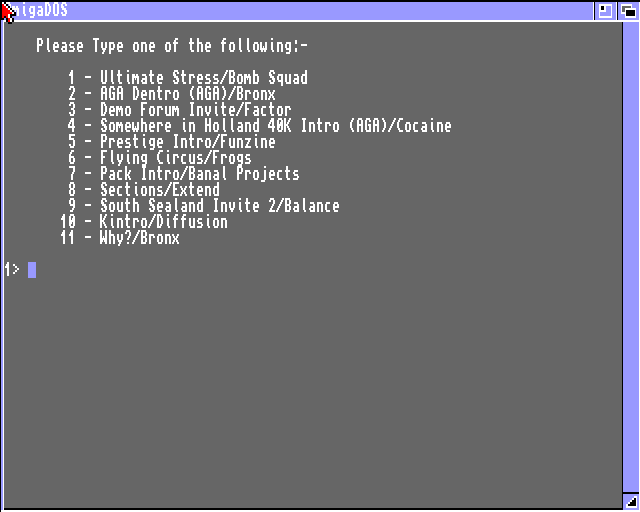 amigaDOS
Please Type one of the following:-
1 - Ultimate Stress/Bomb Squad
2 - AGA Dentro (AGA)/Bronx
3 - Demo Forum Invite/Factor
4 - Somewhere in Holland 40K Intro (AGA)/Cocaine
5 - Prestige Intro/Funzine
6 - Flying Circus/Frogs
7 - Pack Intro/Banal Projects
8 - Sections/Extend
9 - South Sealand Invite 2/Balance
10 - Kintro/Diffusion
11 - Why?/Bronx
1>